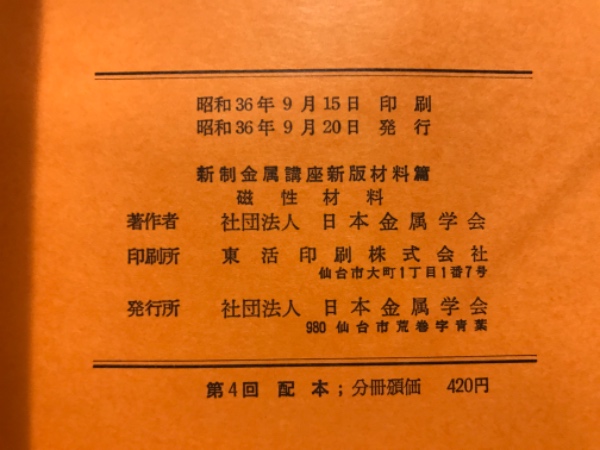 昭和36年9月15日 印刷
昭和36年9月20日 発行
新制金属講座新版材料篇
磁性材料
著作者 社団法人 日本金属学会
印刷所 東活印刷株式会社
仙台市大町1丁目1番7号
発行所 社団法人 日本金属学会
980 仙台市荒巻字青葉
第4回 配本；分冊頒価 420円